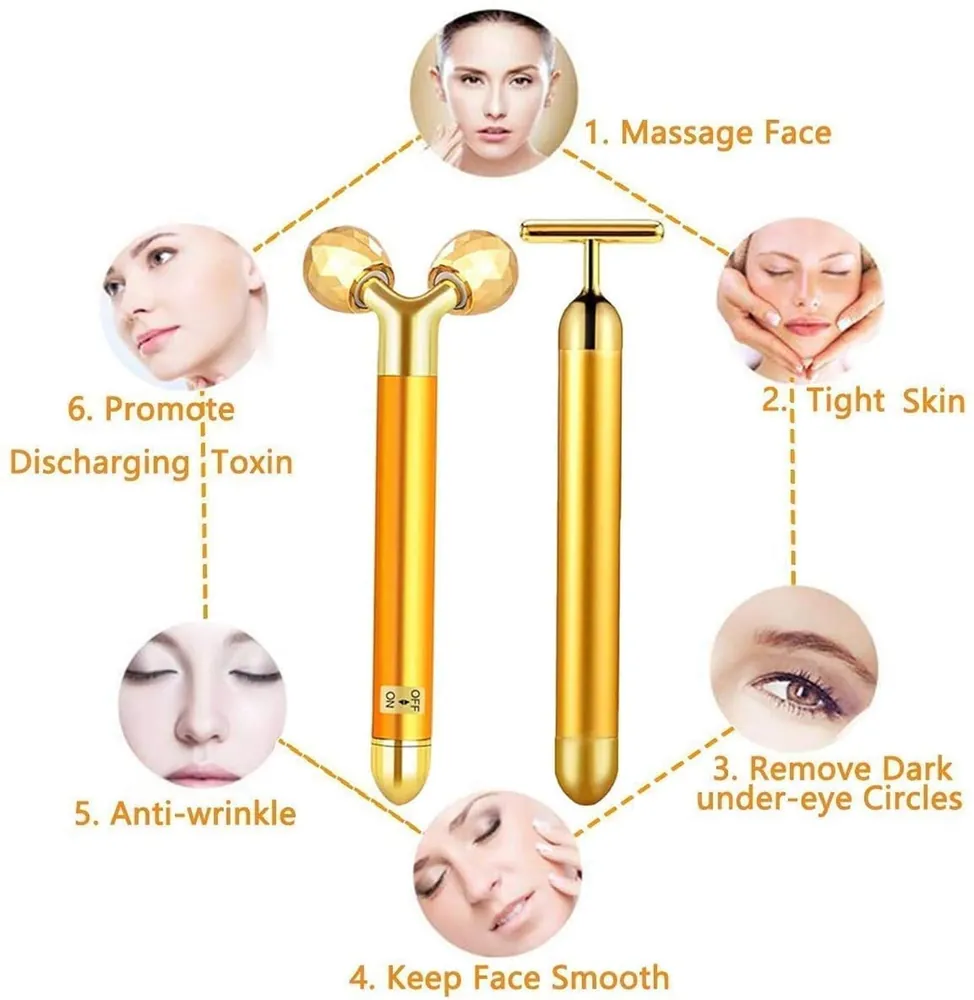 1. Massage Face
2. Tight Skin
3. Remove Dark
under-eye Circles
4. Keep Face Smooth
5. Anti-wrinkle
6. Promote
Discharging Toxin
OFF
ON